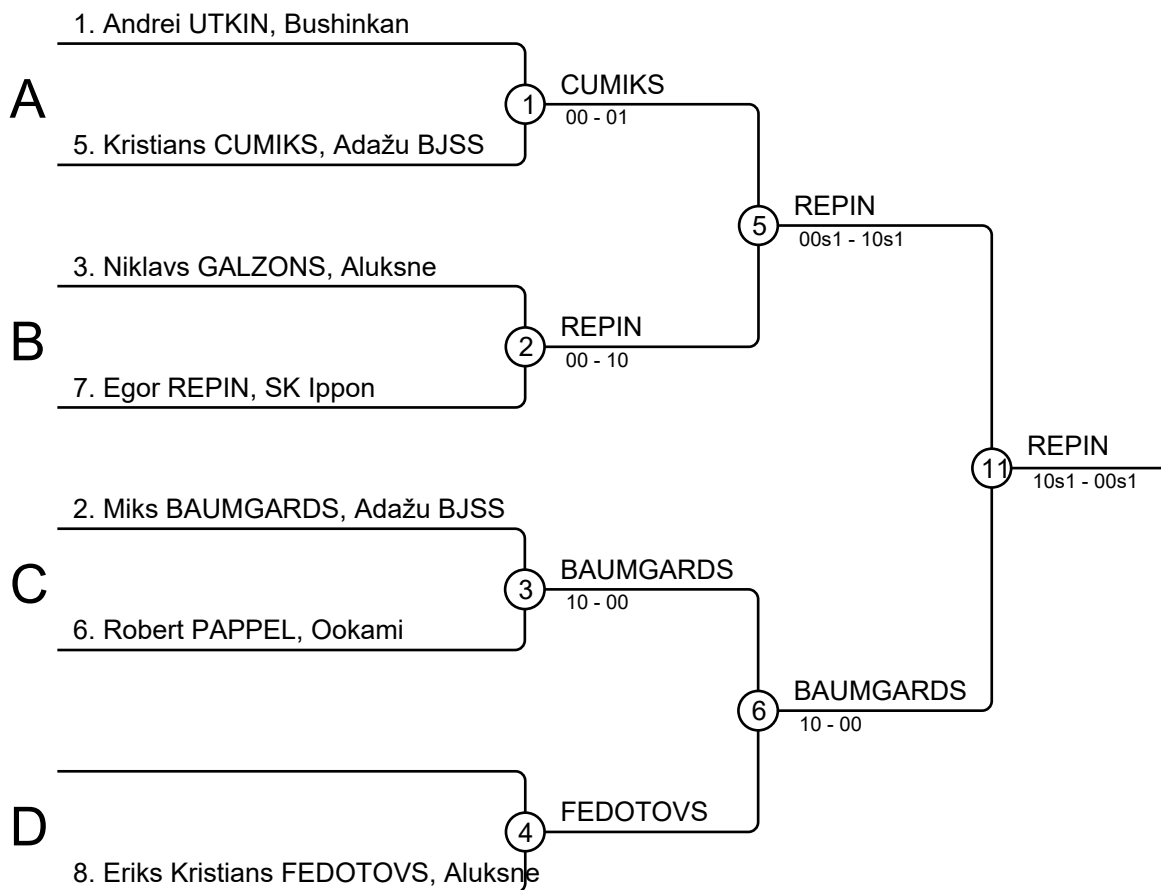 1. Andrei UTKIN, Bushinkan
A
1
CUMIKS
00 - 01
5. Kristians CUMIKS, Adažu BJSS
5
REPIN
00s1 - 10s1
3. Niklavs GALZONS, Aluksne
B
2
REPIN
00 - 10
7. Egor REPIN, SK Ippon
11
REPIN
10s1 - 00s1
2. Miks BAUMGARDS, Adažu BJSS
C
3
BAUMGARDS
10 - 00
6. Robert PAPPEL, Ookami
6
BAUMGARDS
10 - 00
D
4
FEDOTOVS
8. Eriks Kristians FEDOTOVS, Aluksne